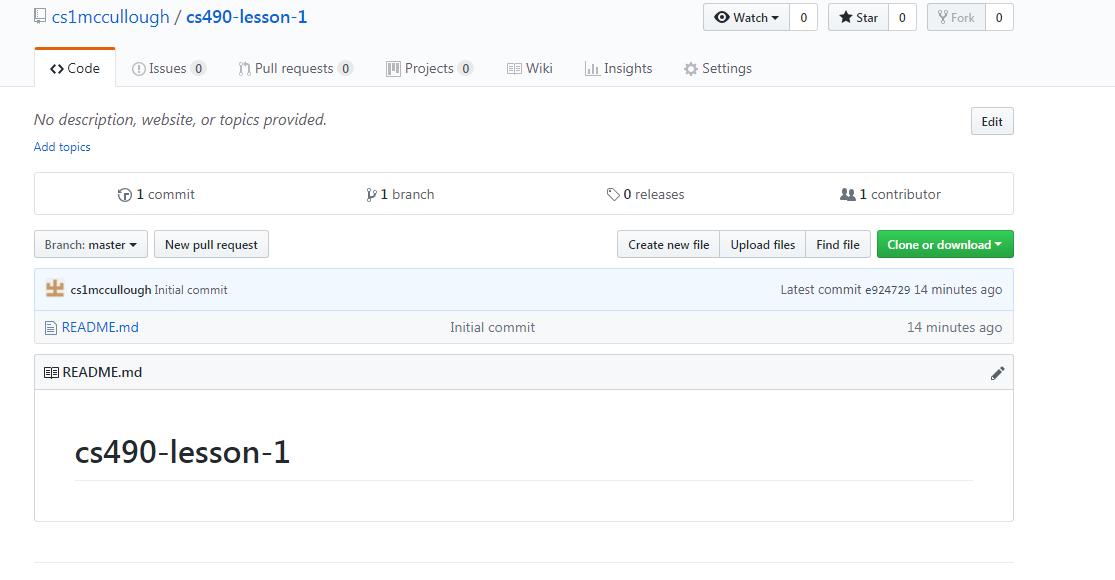 cs1mccullough / cs490-lesson-1 Watch 0 Star 0 Fork 0
Code Issues 0 Pull requests 0 Projects 0 Wiki Insights Settings
No description, website, or topics provided. Edit
Add topics
1 commit 1 branch 0 releases 1 contributor
Branch: master New pull request Create new file Upload files Find file Clone or download
cs1mccullough Initial commit Latest commit e924729 14 minutes ago
README.md Initial commit 14 minutes ago
README.md
cs490-lesson-1